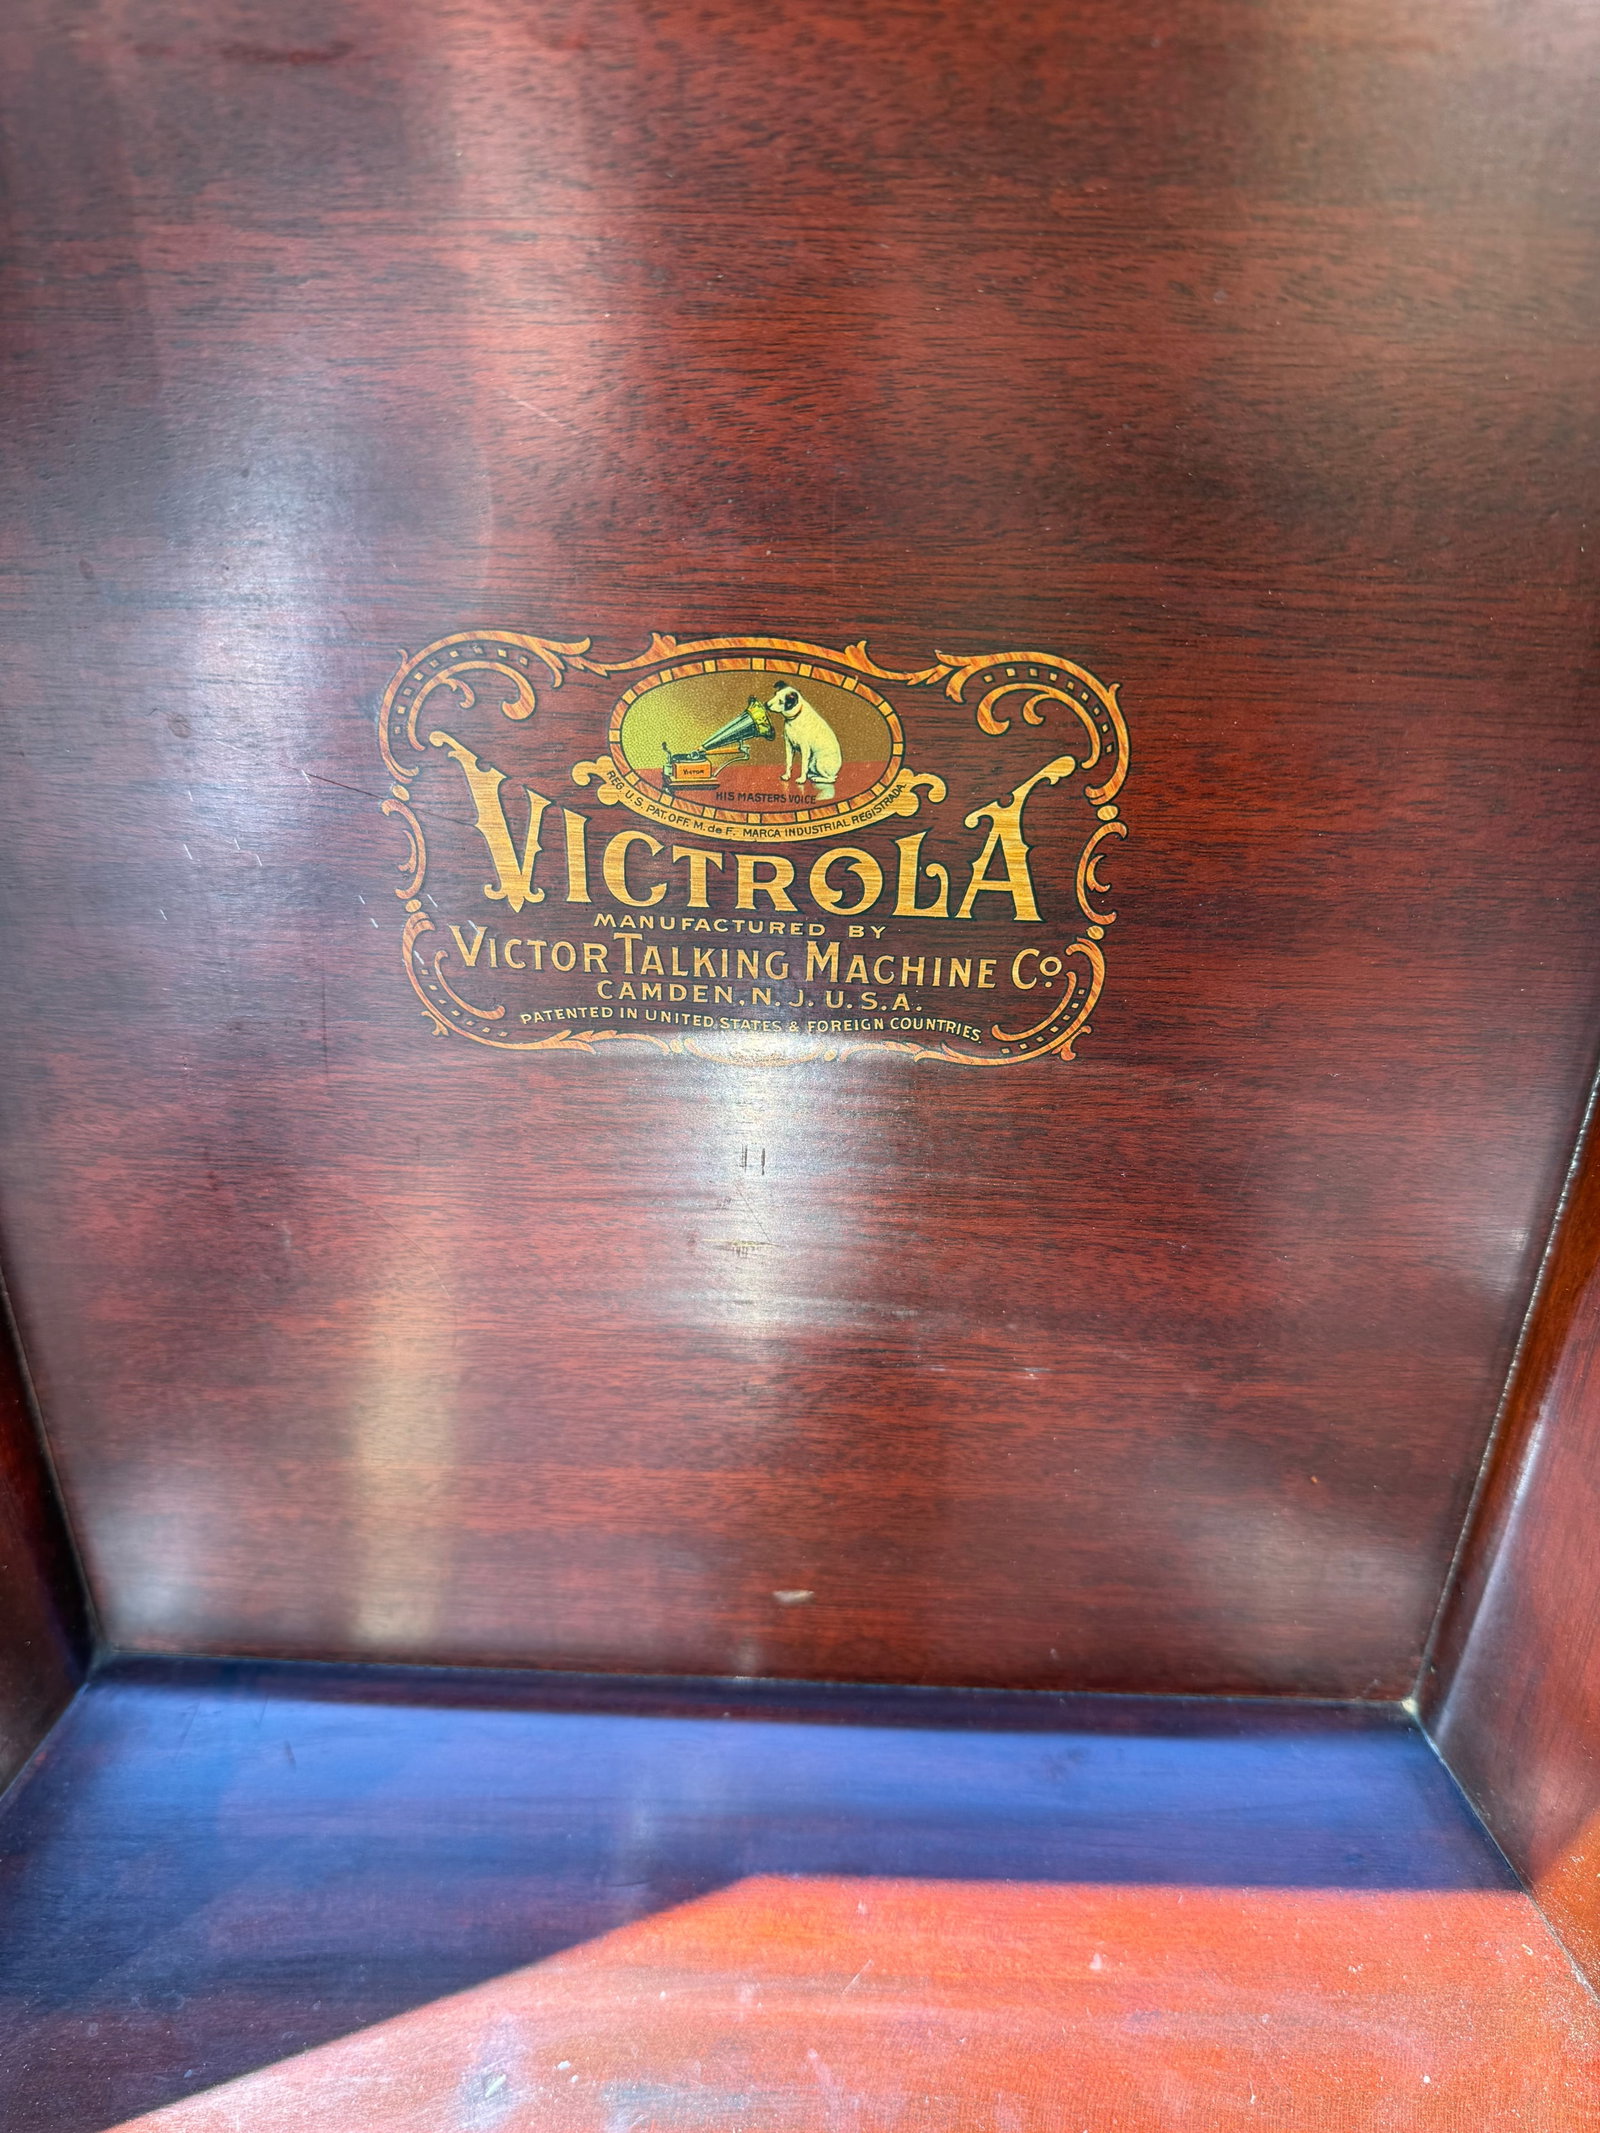 VICTOR
HIS MASTERS VOICE
REG. U.S. PAT. OFF. M. de F. MARCA INDUSTRIAL REGISTRADA
VICTROLA
MANUFACTURED BY
VICTOR TALKING MACHINE Co.
CAMDEN, N.J. U.S.A.
PATENTED IN UNITED STATES & FOREIGN COUNTRIES.